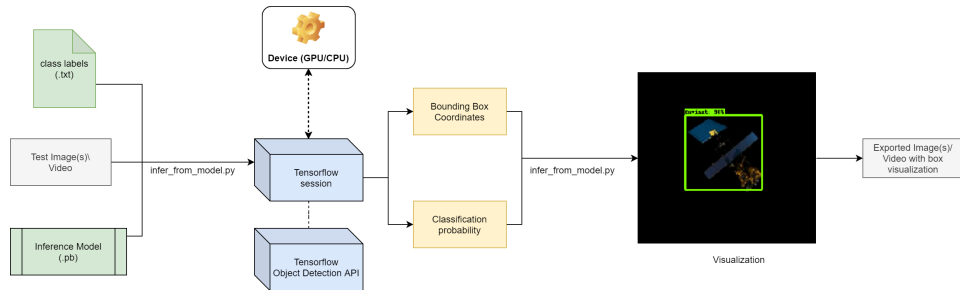 class labels
(.txt)
Test Image(s)\
Video
Inference Model
(.pb)
infer_from_model.py
Device (GPU/CPU)
Tensorflow
session
Tensorflow
Object Detection API
Bounding Box
Coordinates
Classification
probability
infer_from_model.py
96%
Visualization
Exported Image(s)/
Video with box
visualization